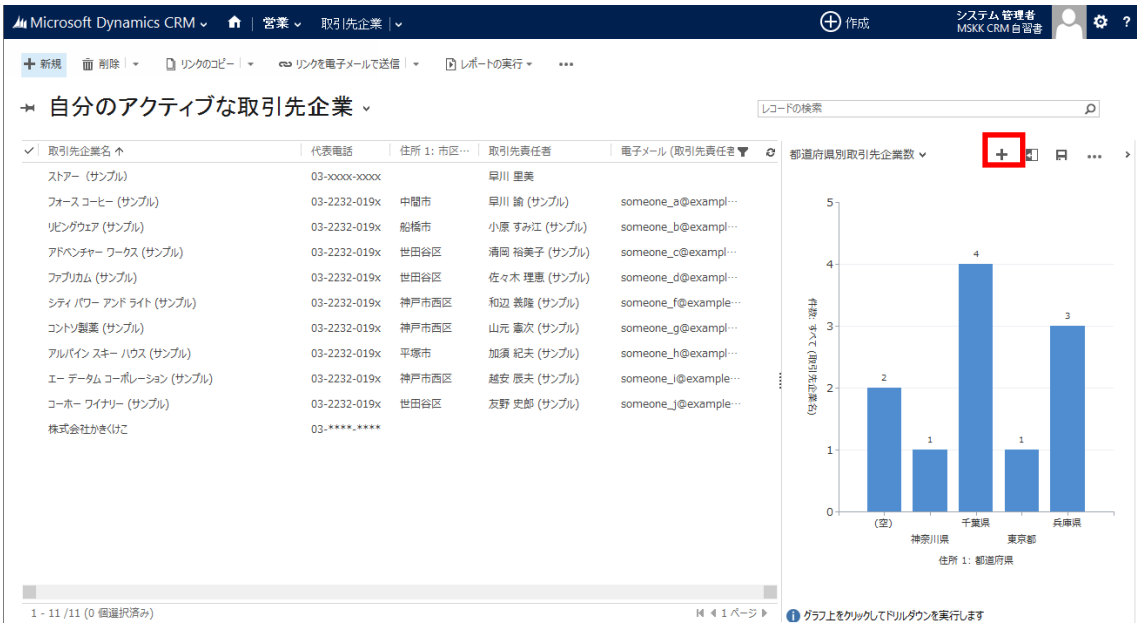 Microsoft Dynamics CRM 営業 取引先企業
作成
システム 管理者
MSKK CRM 自習書
?
新規 削除 リンクのコピー リンクを電子メールで送信 レポートの実行 •••
自分のアクティブな取引先企業
レコードの検索
取引先企業名 代表電話 住所 1: 市区… 取引先責任者 電子メール (取引先責任者
ストアー (サンプル) 03-xxxx-xxxx 早川 里美
フォース コーヒー (サンプル) 03-2232-019x 中間市 早川 諭 (サンプル) someone_a@exampl…
リビングウェア (サンプル) 03-2232-019x 船橋市 小原 すみ江 (サンプル) someone_b@exampl…
アドベンチャー ワークス (サンプル) 03-2232-019x 世田谷区 清岡 裕美子 (サンプル) someone_c@exampl…
ファブリカム (サンプル) 03-2232-019x 世田谷区 佐々木 理恵 (サンプル) someone_d@exampl…
シティ パワー アンド ライト (サンプル) 03-2232-019x 神戸市西区 和辺 義隆 (サンプル) someone_f@example…
コントソ製薬 (サンプル) 03-2232-019x 神戸市西区 山元 憲次 (サンプル) someone_g@exampl…
アルパイン スキー ハウス (サンプル) 03-2232-019x 平塚市 加須 紀夫 (サンプル) someone_h@exampl…
エー データム コーポレーション (サンプル) 03-2232-019x 神戸市西区 越安 辰夫 (サンプル) someone_i@example…
コーホー ワイナリー (サンプル) 03-2232-019x 世田谷区 友野 史郎 (サンプル) someone_j@example…
株式会社かきくけこ 03-****-****
1 - 11 /11 (0 個選択済み) 1 ページ
都道府県別取引先企業数 •••
件数: すべて (取引先企業名)
5
4
3
2
1
0
2
1
4
1
3
(空) 千葉県 兵庫県
神奈川県 東京都
住所 1: 都道府県
グラフ上をクリックしてドリルダウンを実行します